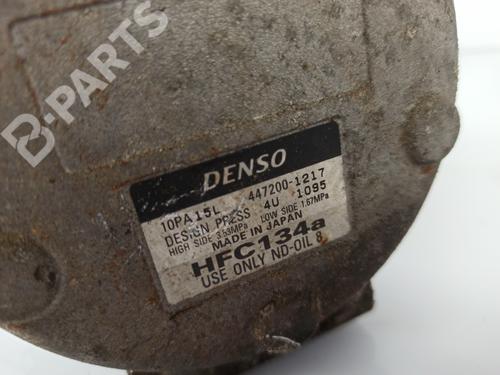 B-PARTS
DENSO
10PA15L 447200-1217
DESIGN PRESS 4U 1095
HIGH SIDE 3.53MPa LOW SIDE 1.67MPa
MADE IN JAPAN
HFC134a
USE ONLY ND-OIL 8